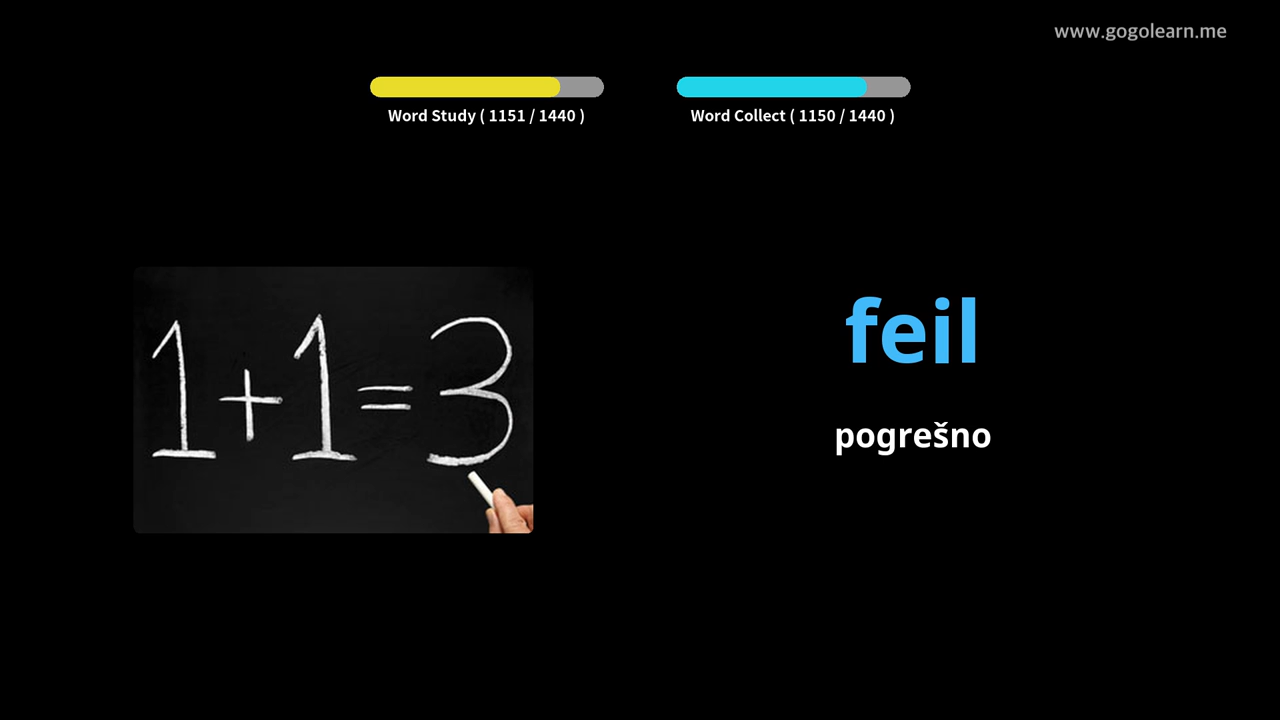 www.gogolearn.me
Word Study ( 1151 / 1440 )
Word Collect ( 1150 / 1440 )
1+1=3
feil
pogrešno